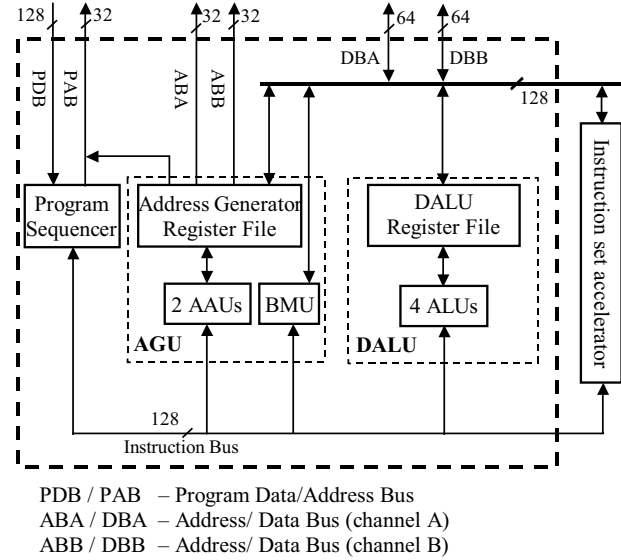 128 32 32 32 64 64
PDB PAB ABA ABB DBA DBB
128
Program
Sequencer
Address Generator
Register File
DALU
Register File
Instruction set accelerator
2 AAUs
BMU
4 ALUs
AGU
DALU
128
Instruction Bus
PDB / PAB – Program Data/Address Bus
ABA / DBA – Address/ Data Bus (channel A)
ABB / DBB – Address/ Data Bus (channel B)